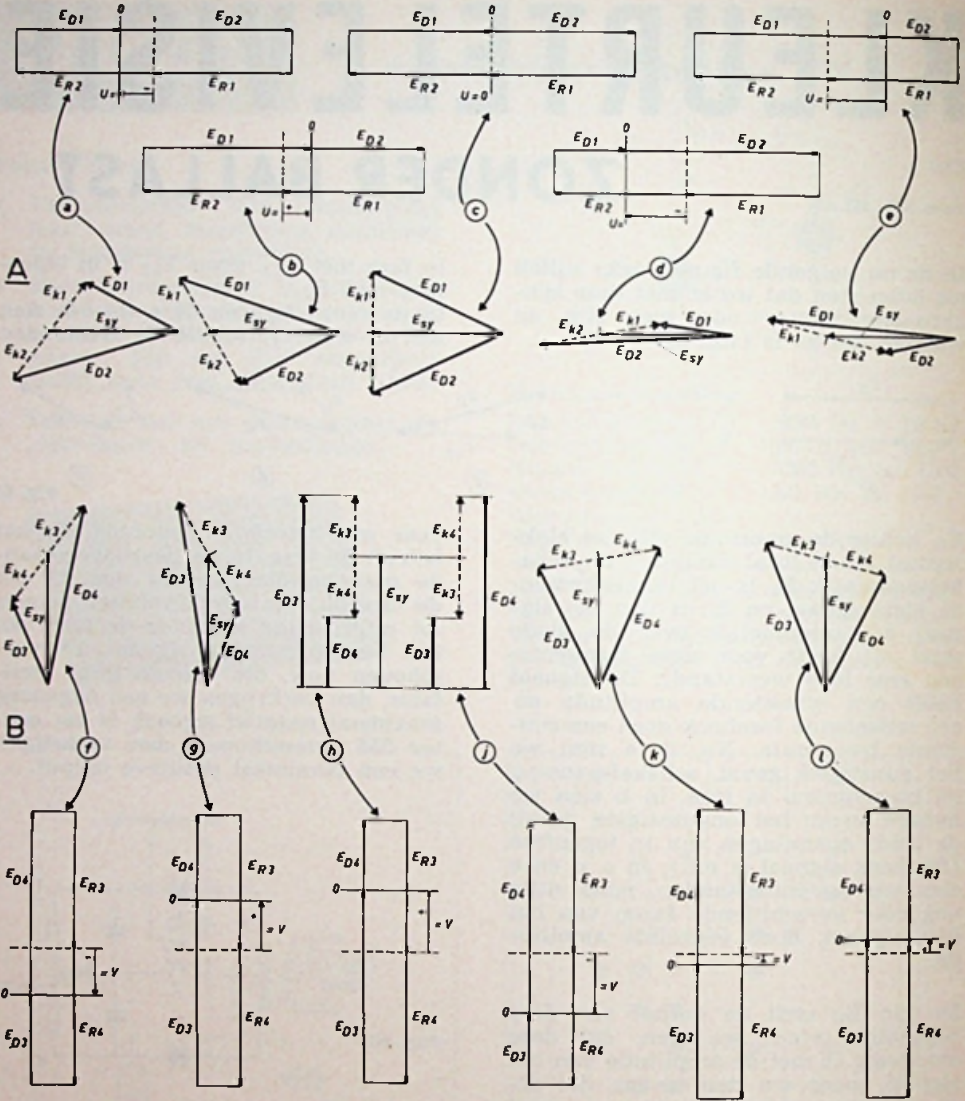 0 0 0
E_D1 E_D2 E_D1 E_D2 E_D1 E_D2
E_R2 E_R1 E_R2 E_R1 E_R2 E_R1
U= - U=0 U=
0 0
E_D1 E_D2 E_D1 E_D2
E_R2 E_R1 E_R2 E_R1
U= + U= -
a b c d e
A
E_k1 E_D1 E_k1 E_D1 E_k1 E_D1 E_k2 E_k1 E_D1 E_D1 E_sy
E_sy E_sy E_sy
E_k2 E_D2 E_k2 E_D2 E_k2 E_D2 E_D2 E_sy E_k1 E_k2 E_D2
E_k3 E_k3 E_k3 E_k4 E_k3 E_k4 E_k3 E_k4
E_k4 E_k4
E_D3 E_sy E_D4 E_D3 E_sy E_D4 E_D3 E_k4 E_D4 E_sy E_k3 E_D3 E_D4 E_D3 E_sy E_D4 E_D3 E_sy E_D4
B
f g h j k l
E_D4 E_R3 E_D4 E_R3 E_D4 E_R3 E_D4 E_R3 E_D4 E_R3 E_D4 E_R3
0 - = V 0 + = V 0 + = V 0 - = V 0 - = V 0 + = V
E_D3 E_R4 E_D3 E_R4 E_D3 E_R4 E_D3 E_R4 E_D3 E_R4 E_D3 E_R4